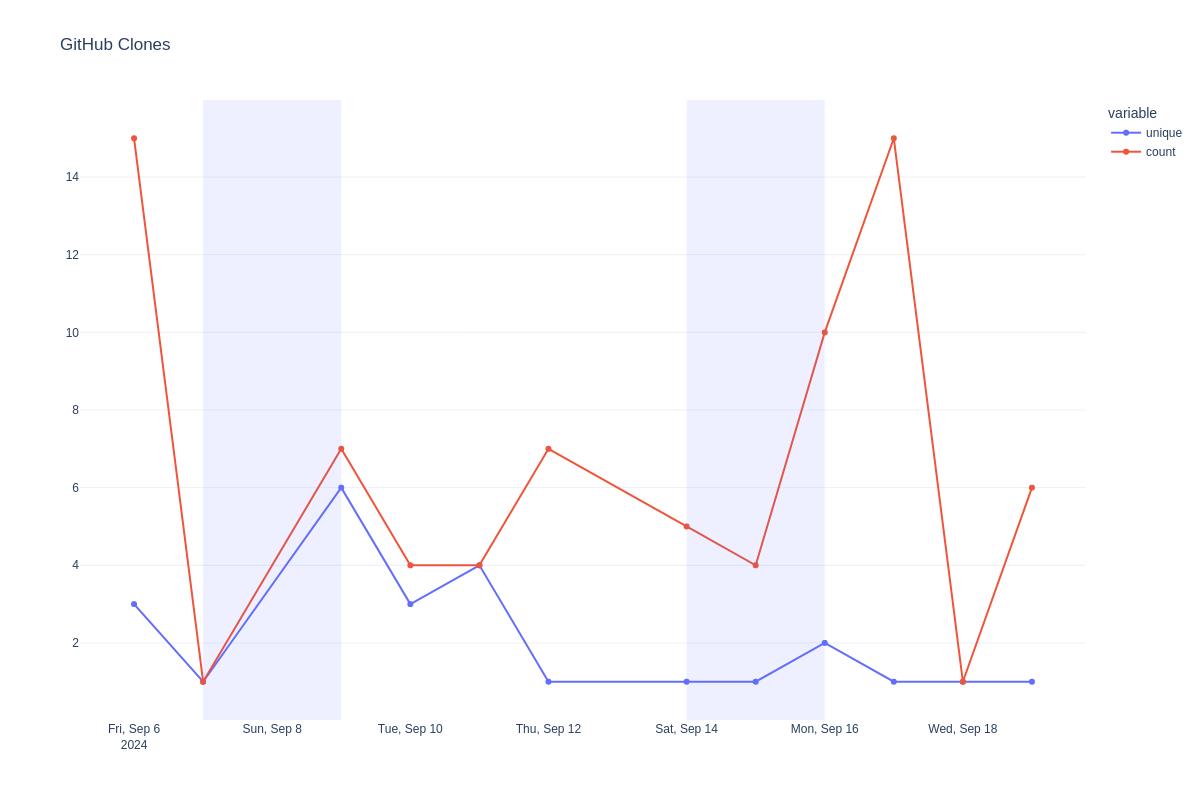 GitHub Clones
variable
unique
count
14
12
10
8
6
4
2
Fri, Sep 6
2024
Sun, Sep 8
Tue, Sep 10
Thu, Sep 12
Sat, Sep 14
Mon, Sep 16
Wed, Sep 18